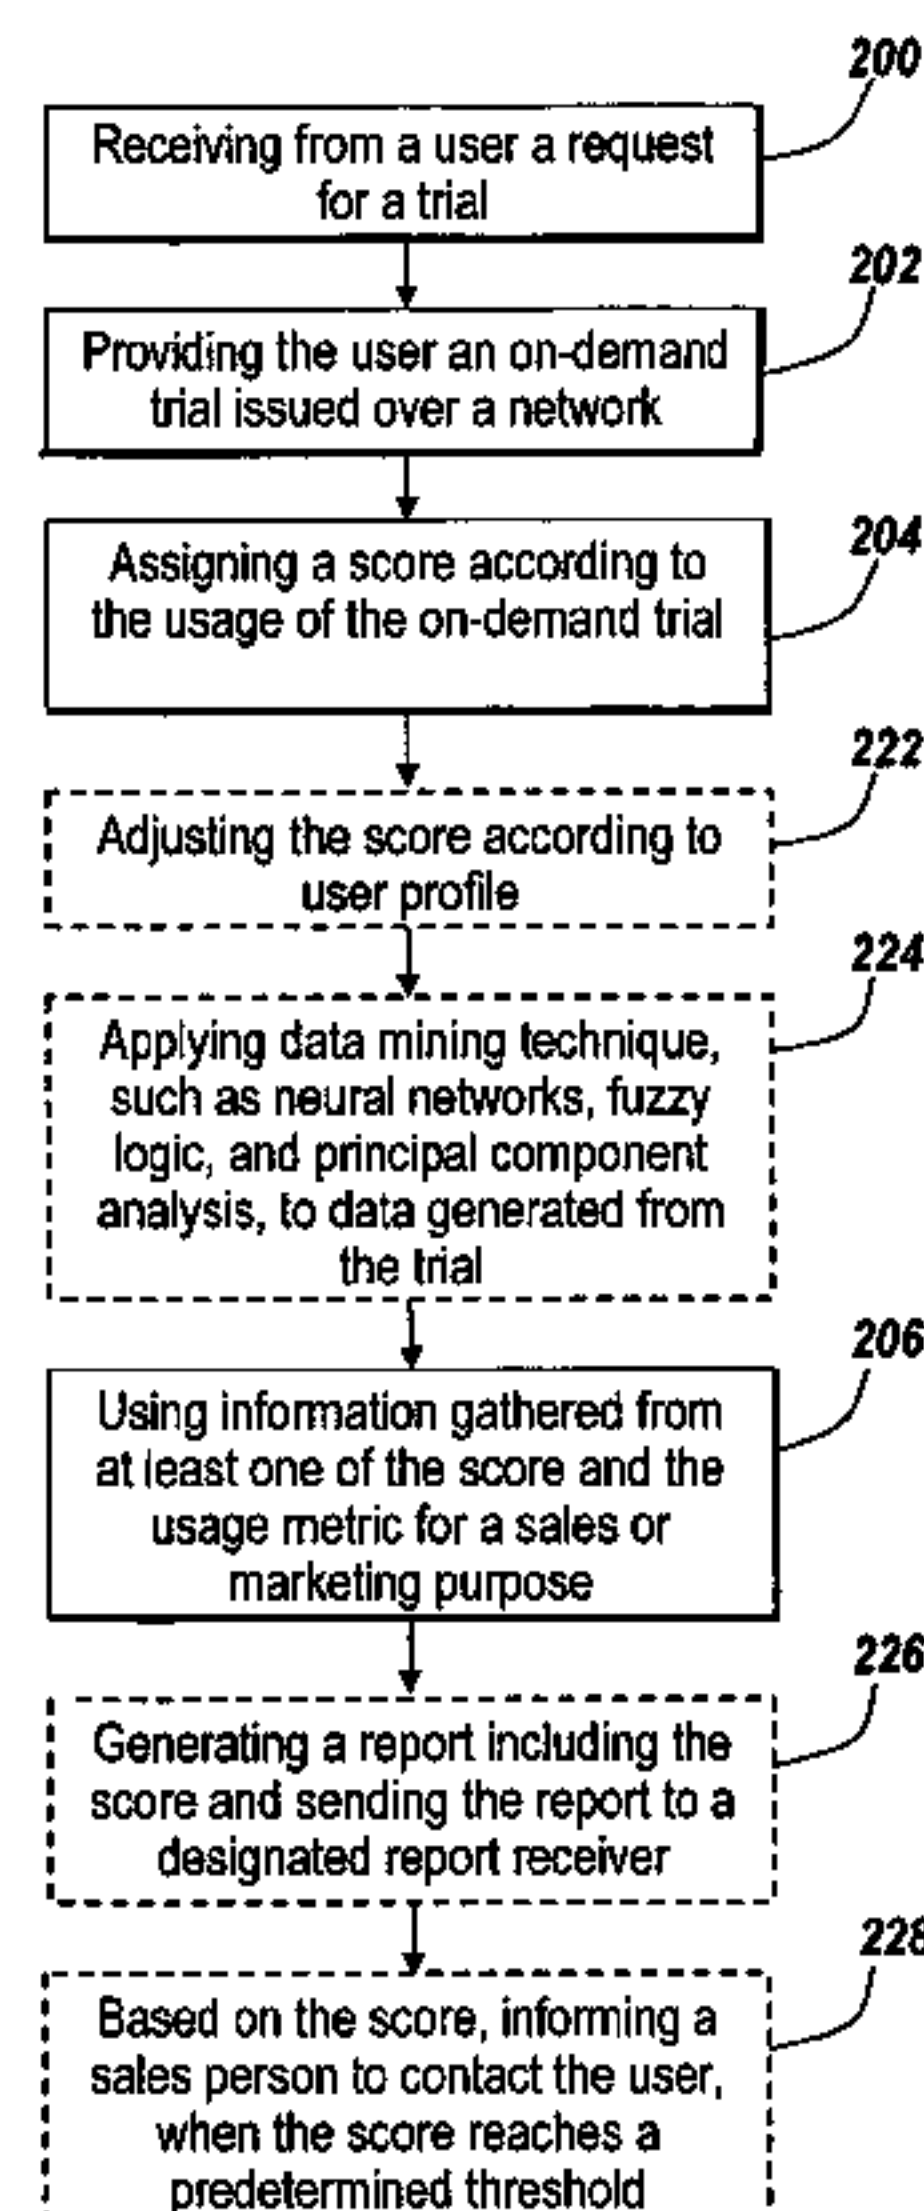 200
Receiving from a user a request
for a trial
202
Providing the user an on-demand
trial issued over a network
204
Assigning a score according to
the usage of the on-demand trial
222
Adjusting the score according to
user profile
224
Applying data mining technique,
such as neural networks, fuzzy
logic, and principal component
analysis, to data generated from
the trial
206
Using information gathered from
at least one of the score and the
usage metric for a sales or
marketing purpose
226
Generating a report including the
score and sending the report to a
designated report receiver
228
Based on the score, informing a
sales person to contact the user,
when the score reaches a
predetermined threshold